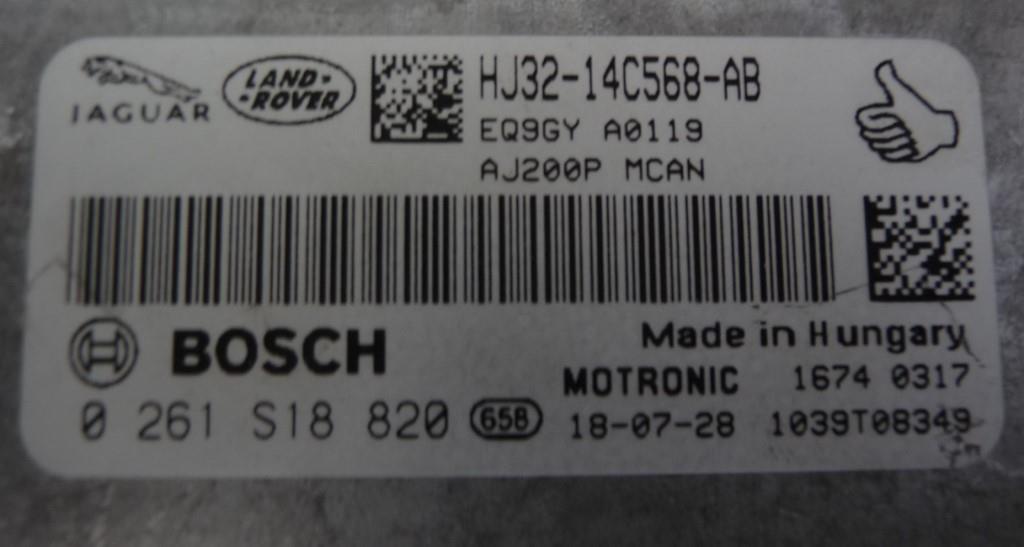 JAGUAR
LAND-
-ROVER
HJ32-14C568-AB
EQ9GY A0119
AJ200P MCAN
BOSCH
Made in Hungary
MOTRONIC 1674 0317
0 261 S18 820 65B 18-07-28 1039T08349